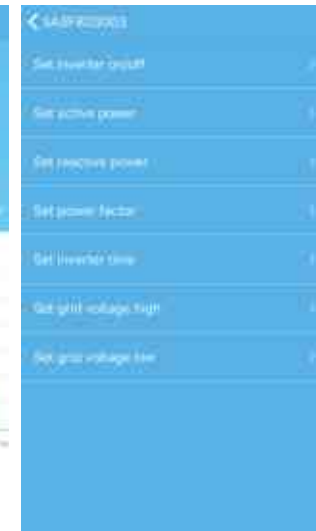 Set inverter on/off
Set active power
Set reactive power
Set power factor
Set inverter time
Set grid voltage high
Set grid voltage low